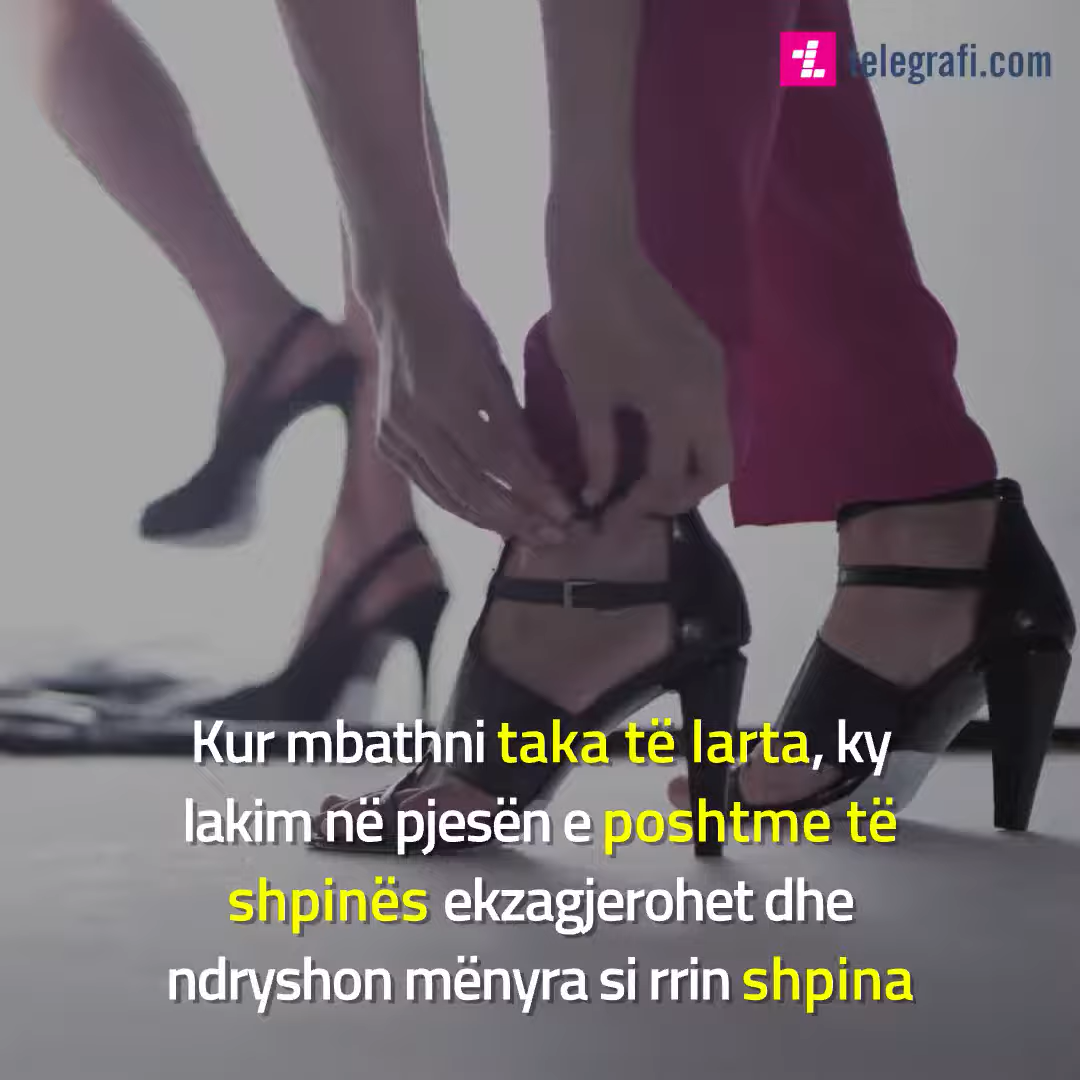 telegrafi.com
Kur mbathni taka të larta, ky
lakim në pjesën e poshtme të
shpinës ekzagjerohet dhe
ndryshon mënyra si rrin shpina